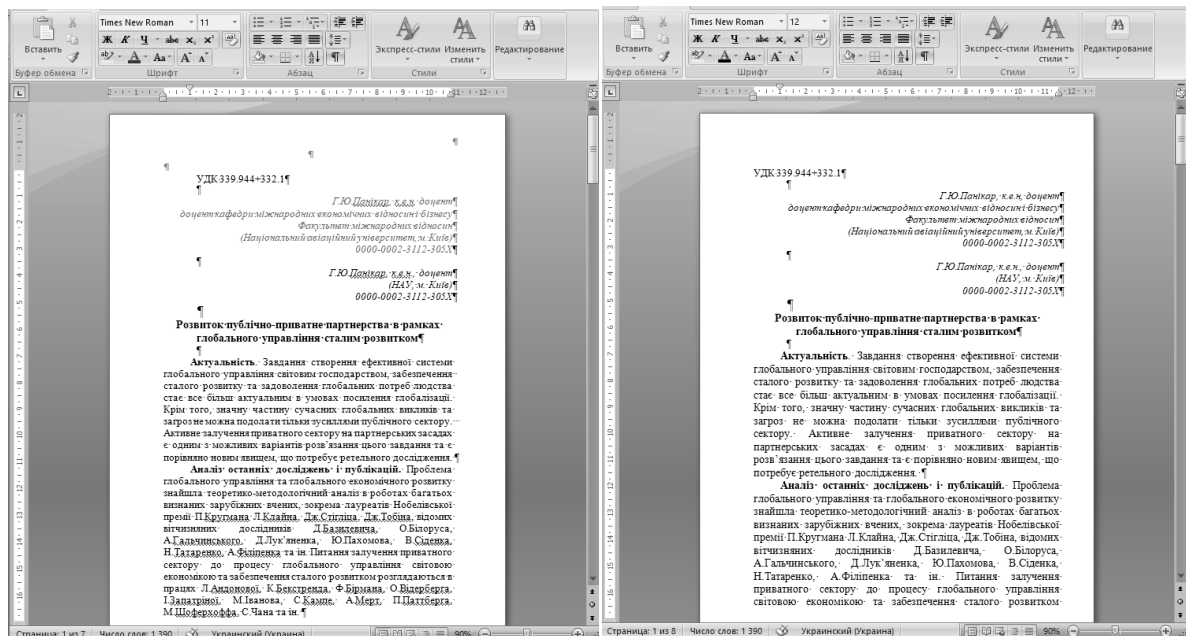 Times New Roman 11
Вставить
Ж К Ч abc x₂ x²
Aa A A
Экспресс-стили Изменить стили Редактирование
Буфер обмена Шрифт Абзац Стили
УДК 339.944+332.1¶
Г.Ю.Панікар, к.е.н, доцент¶
доцент кафедри міжнародних економічних відносин і бізнесу¶
Факультет міжнародних відносин¶
(Національний авіаційний університет, м. Київ)¶
0000-0002-3112-305X¶
Г.Ю.Панікар, к.е.н., доцент¶
(НАУ, м. Київ)¶
0000-0002-3112-305X¶
Розвиток публічно-приватне партнерства в рамках
глобального управління сталим розвитком¶
Актуальність. Завдання створення ефективної системи
глобального управління світовим господарством, забезпечення
сталого розвитку та задоволення глобальних потреб людства
стає все більш актуальним в умовах посилення глобалізації.
Крім того, значну частину сучасних глобальних викликів та
загроз не можна подолати тільки зусиллями публічного сектору.
Активне залучення приватного сектору на партнерських засадах
є одним з можливих варіантів розв’язання цього завдання та є
порівняно новим явищем, що потребує ретельного дослідження.¶
Аналіз останніх досліджень і публікацій. Проблема
глобального управління та глобального економічного розвитку
знайшла теоретико-методологічний аналіз в роботах багатьох
визнаних зарубіжних вчених, зокрема лауреатів Нобелівської
премії П.Кругмана Л.Клайна, Дж.Стігліца, Дж.Тобіна, відомих
вітчизняних дослідників Д.Базилевича, О.Білоруса,
А.Гальчинського, Д.Лук’яненка, Ю.Пахомова, В.Сіденка,
Н.Татаренко, А.Філіпенка та ін. Питання залучення приватного
сектору до процесу глобального управління світовою
економікою та забезпечення сталого розвитком розглядаються в
працях Л.Андонової, К.Бекстренда, Ф.Бірмана, О.Відерберга,
І.Запатріної, М.Іванова, С.Кампе, А.Мерт, П.Паттберга,
М.Шоферхоффа, С.Чана та ін.¶
Страница: 1 из 7 Число слов: 1 390 Украинский (Украина) 90%
Times New Roman 12
Вставить
Ж К Ч abc x₂ x²
Aa A A
Экспресс-стили Изменить стили Редактирование
Буфер обмена Шрифт Абзац Стили
УДК 339.944+332.1¶
Г.Ю.Панікар, к.е.н, доцент¶
доцент кафедри міжнародних економічних відносин і бізнесу¶
Факультет міжнародних відносин¶
(Національний авіаційний університет, м. Київ)¶
0000-0002-3112-305X¶
Г.Ю.Панікар, к.е.н., доцент¶
(НАУ, м. Київ)¶
0000-0002-3112-305X¶
Розвиток публічно-приватне партнерства в рамках
глобального управління сталим розвитком¶
Актуальність. Завдання створення ефективної системи
глобального управління світовим господарством, забезпечення
сталого розвитку та задоволення глобальних потреб людства
стає все більш актуальним в умовах посилення глобалізації.
Крім того, значну частину сучасних глобальних викликів та
загроз не можна подолати тільки зусиллями публічного
сектору. Активне залучення приватного сектору на
партнерських засадах є одним з можливих варіантів
розв’язання цього завдання та є порівняно новим явищем, що
потребує ретельного дослідження.¶
Аналіз останніх досліджень і публікацій. Проблема
глобального управління та глобального економічного розвитку
знайшла теоретико-методологічний аналіз в роботах багатьох
визнаних зарубіжних вчених, зокрема лауреатів Нобелівської
премії П.Кругмана Л.Клайна, Дж.Стігліца, Дж.Тобіна, відомих
вітчизняних дослідників Д.Базилевича, О.Білоруса,
А.Гальчинського, Д.Лук’яненка, Ю.Пахомова, В.Сіденка,
Н.Татаренко, А.Філіпенка та ін. Питання залучення
приватного сектору до процесу глобального управління
світовою економікою та забезпечення сталого розвитком
Страница: 1 из 8 Число слов: 1 390 Украинский (Украина) 90%